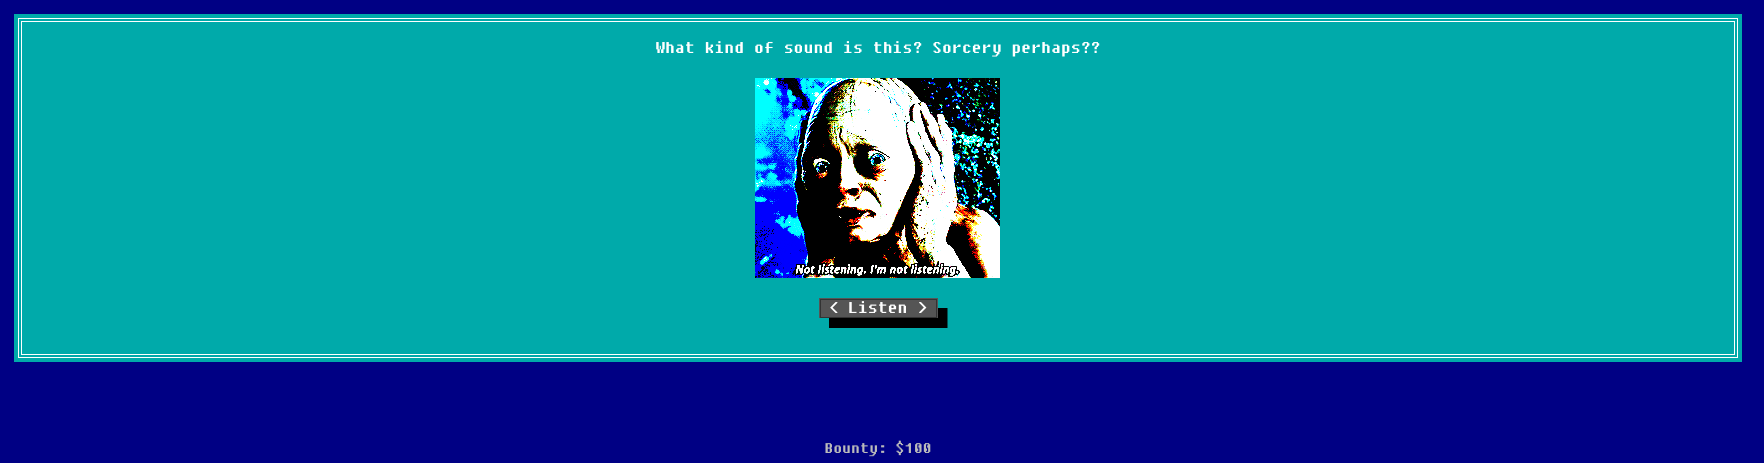 What kind of sound is this? Sorcery perhaps??
Not listening. I'm not listening.
< Listen >
Bounty: $100